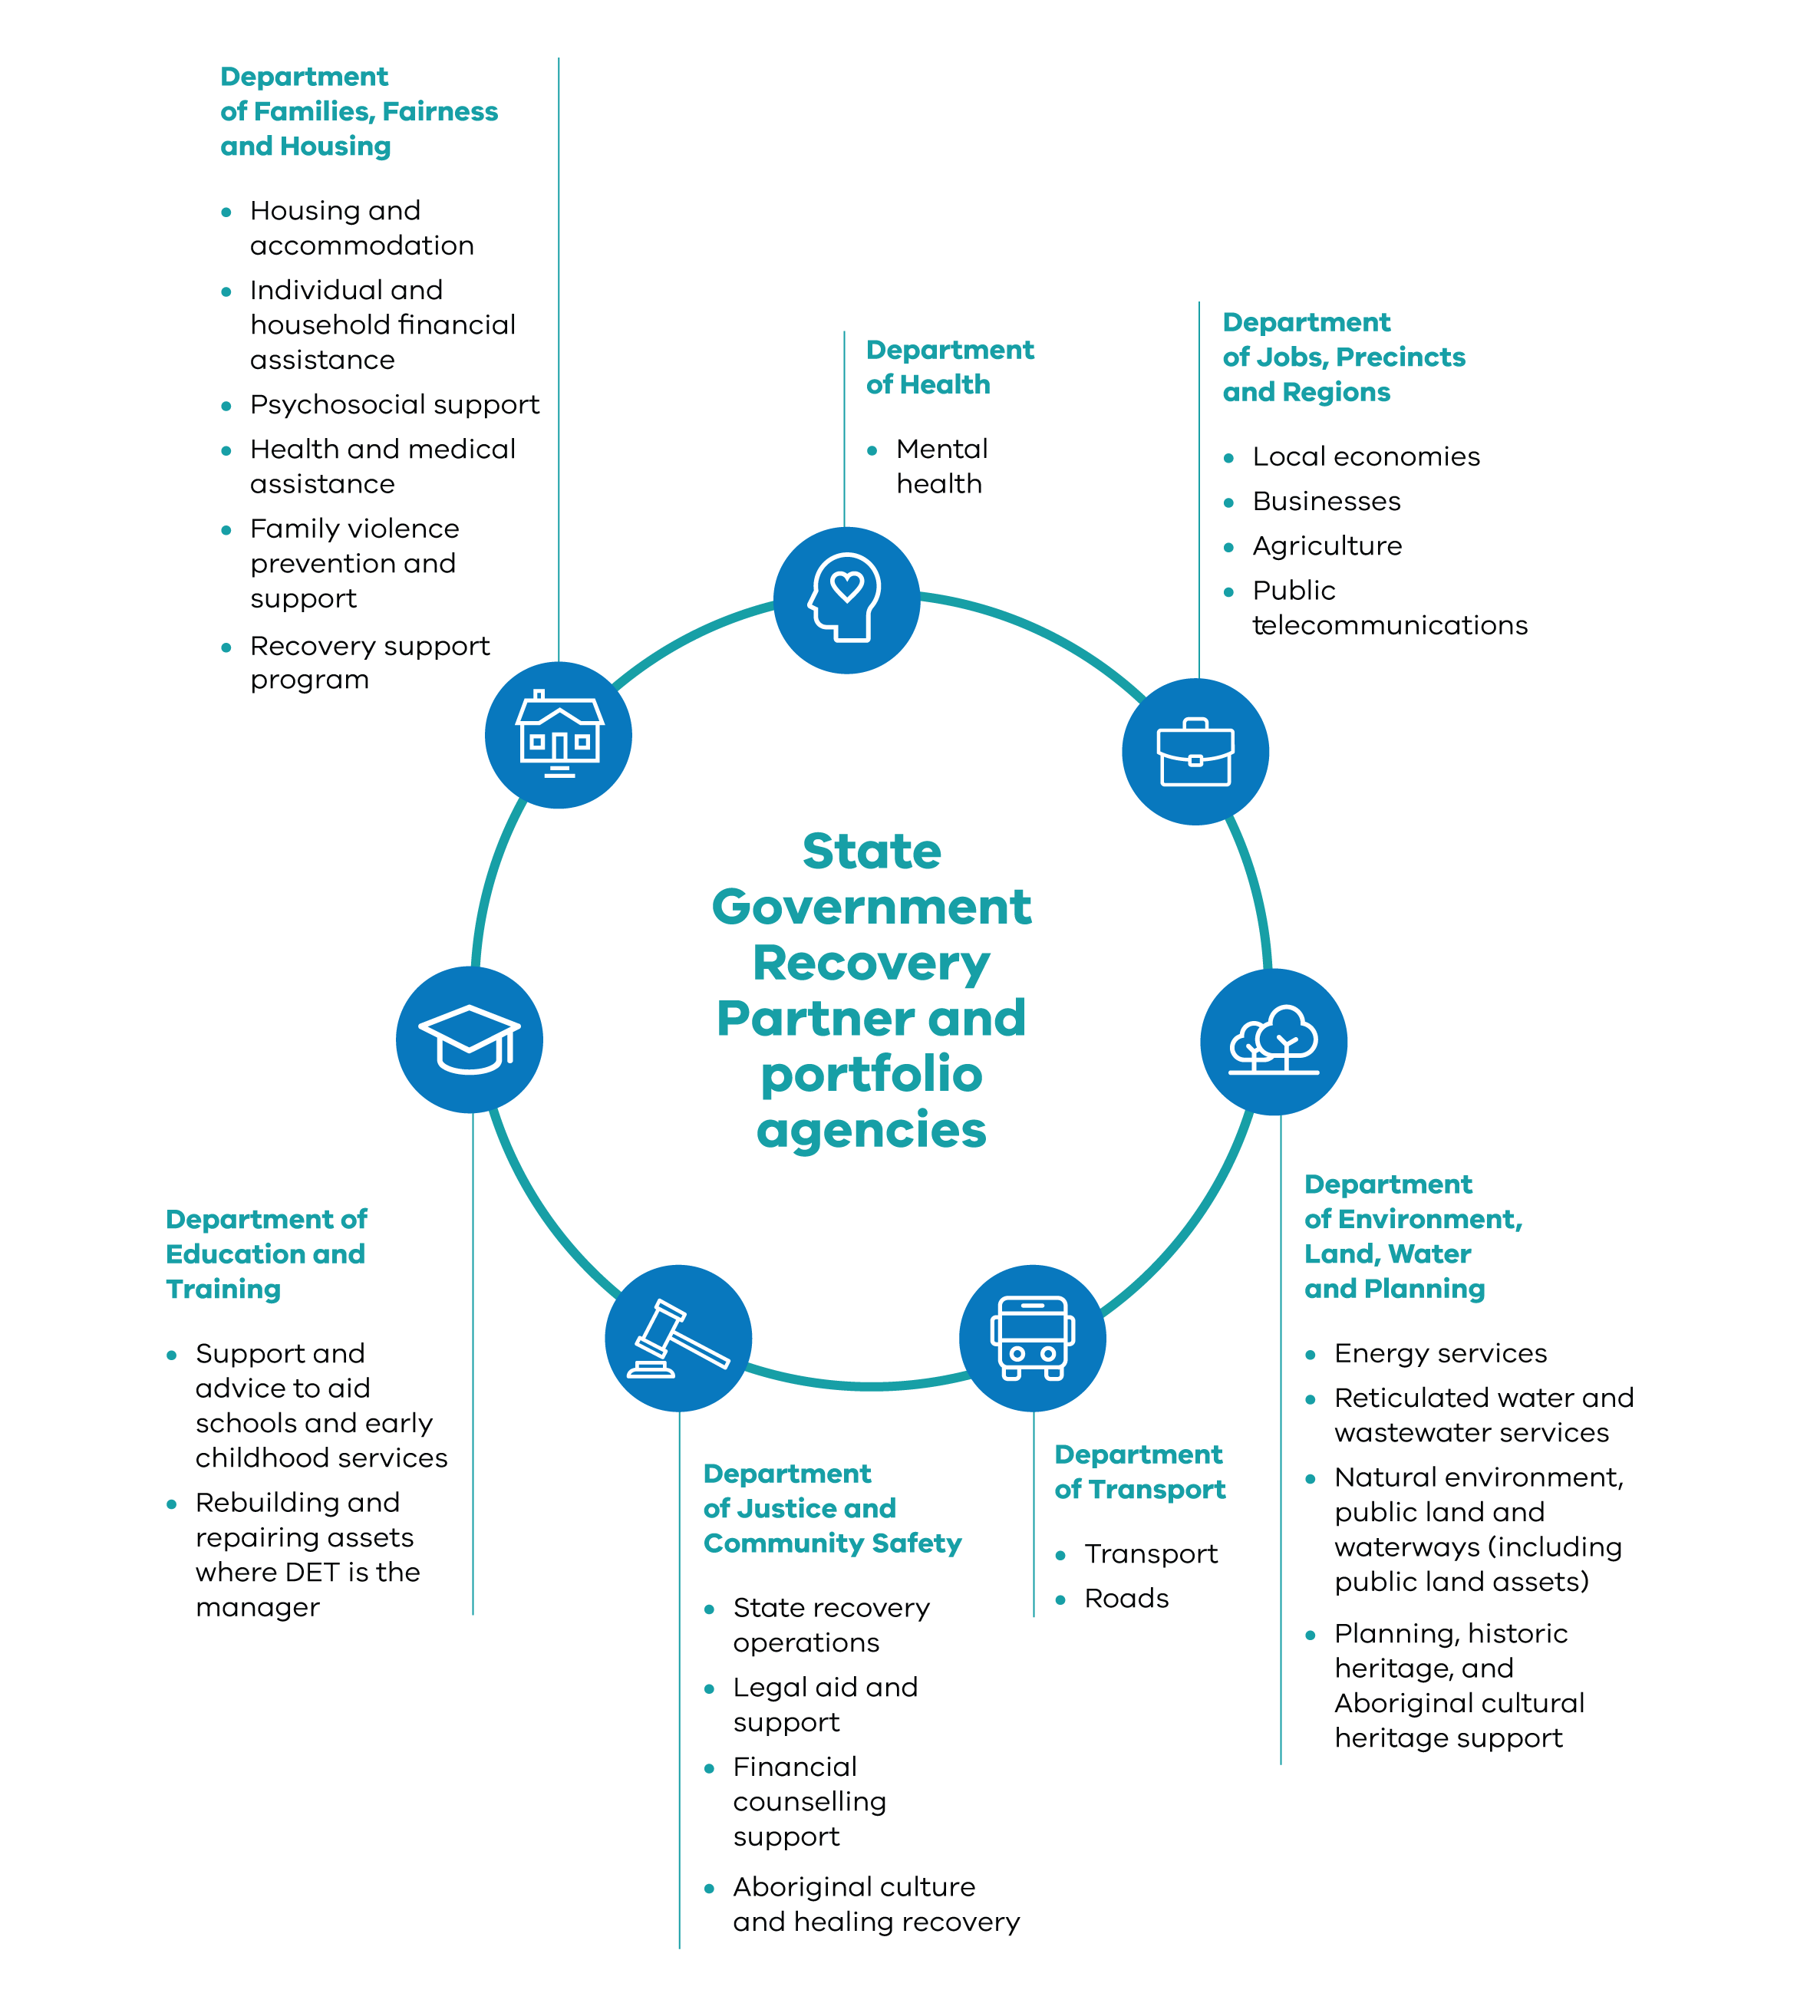 Department
of Families, Fairness
and Housing
• Housing and
accommodation
• Individual and
household financial
assistance
• Psychosocial support
• Health and medical
assistance
• Family violence
prevention and
support
• Recovery support
program
Department
of Health
• Mental
health
Department
of Jobs, Precincts
and Regions
• Local economies
• Businesses
• Agriculture
• Public
telecommunications
State
Government
Recovery
Partner and
portfolio
agencies
Department of
Education and
Training
• Support and
advice to aid
schools and early
childhood services
• Rebuilding and
repairing assets
where DET is the
manager
Department
of Justice and
Community Safety
• State recovery
operations
• Legal aid and
support
• Financial
counselling
support
• Aboriginal culture
and healing recovery
Department
of Transport
• Transport
• Roads
Department
of Environment,
Land, Water
and Planning
• Energy services
• Reticulated water and
wastewater services
• Natural environment,
public land and
waterways (including
public land assets)
• Planning, historic
heritage, and
Aboriginal cultural
heritage support